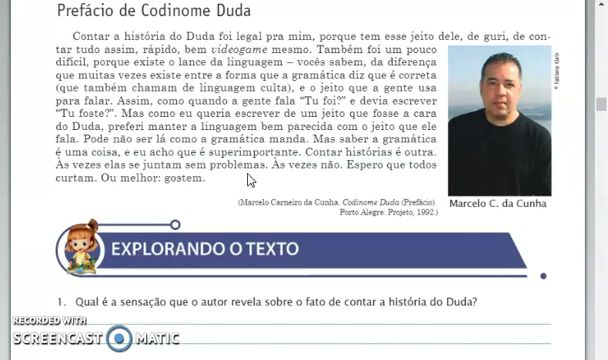 Prefácio de Codinome Duda
Contar a história do Duda foi legal pra mim, porque tem esse jeito dele, de guri, de con-
tar tudo assim, rápido, bem videogame mesmo. Também foi um pouco
difícil, porque existe o lance da linguagem – vocês sabem, da diferença
que muitas vezes existe entre a forma que a gramática diz que é correta
(que também chamam de linguagem culta), e o jeito que a gente usa
para falar. Assim, como quando a gente fala “Tu foi?” e devia escrever
“Tu foste?”. Mas como eu queria escrever de um jeito que fosse a cara
do Duda, preferi manter a linguagem bem parecida com o jeito que ele
fala. Pode não ser lá como a gramática manda. Mas saber a gramática
é uma coisa, e eu acho que é superimportante. Contar histórias é outra.
Às vezes elas se juntam sem problemas. Às vezes não. Espero que todos
curtam. Ou melhor: gostem.
(Marcelo Carneiro da Cunha. Codinome Duda (Prefácio).
Porto Alegre: Projeto, 1992.)
Marcelo C. da Cunha
EXPLORANDO O TEXTO
1. Qual é a sensação que o autor revela sobre o fato de contar a história do Duda?
RECORDED WITH
SCREENCAST MATIC